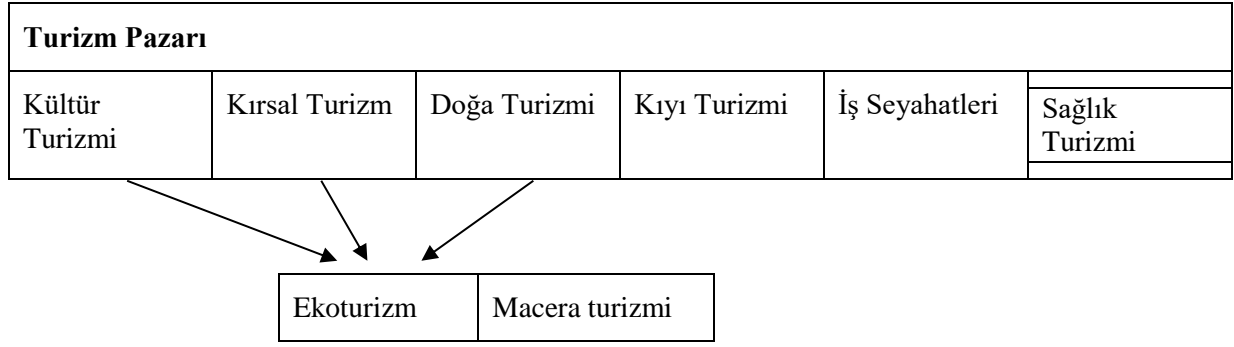 Turizm Pazarı
Kültür
Turizmi
Kırsal Turizm
Doğa Turizmi
Kıyı Turizmi
İş Seyahatleri
Sağlık
Turizmi
Ekoturizm
Macera turizmi